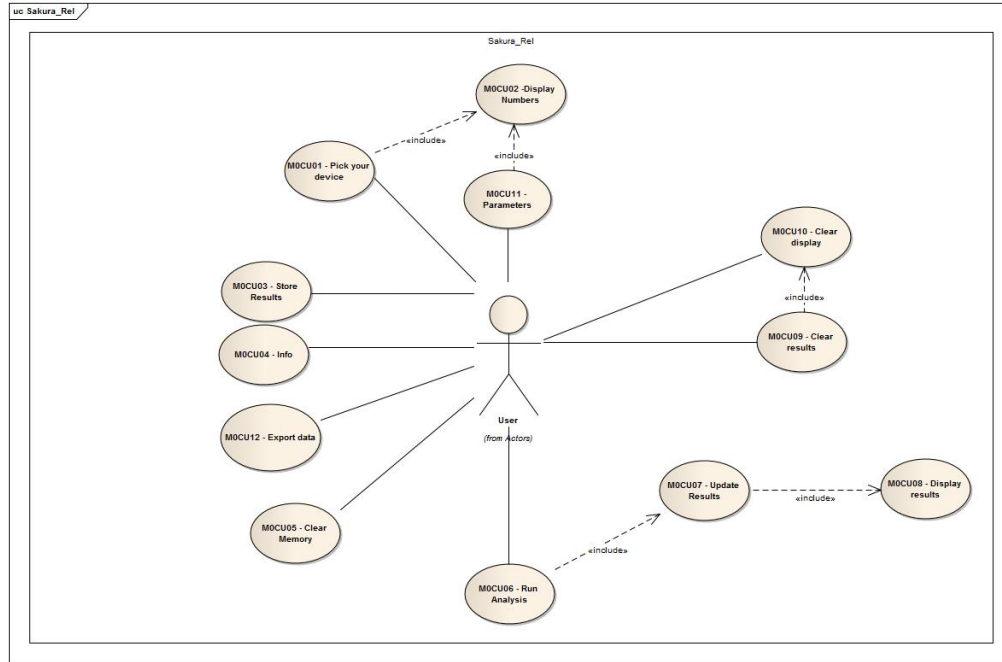 uc Sakura_Rel
Sakura_Rel
M0CU02 -Display
Numbers
«include»
«include»
M0CU01 - Pick your
device
M0CU11 -
Parameters
M0CU10 - Clear
display
«include»
M0CU03 - Store
Results
M0CU09 - Clear
results
M0CU04 - Info
User
(from Actors)
M0CU12 - Export data
M0CU07 - Update
Results
«include»
M0CU08 - Display
results
M0CU05 - Clear
Memory
«include»
M0CU06 - Run
Analysis